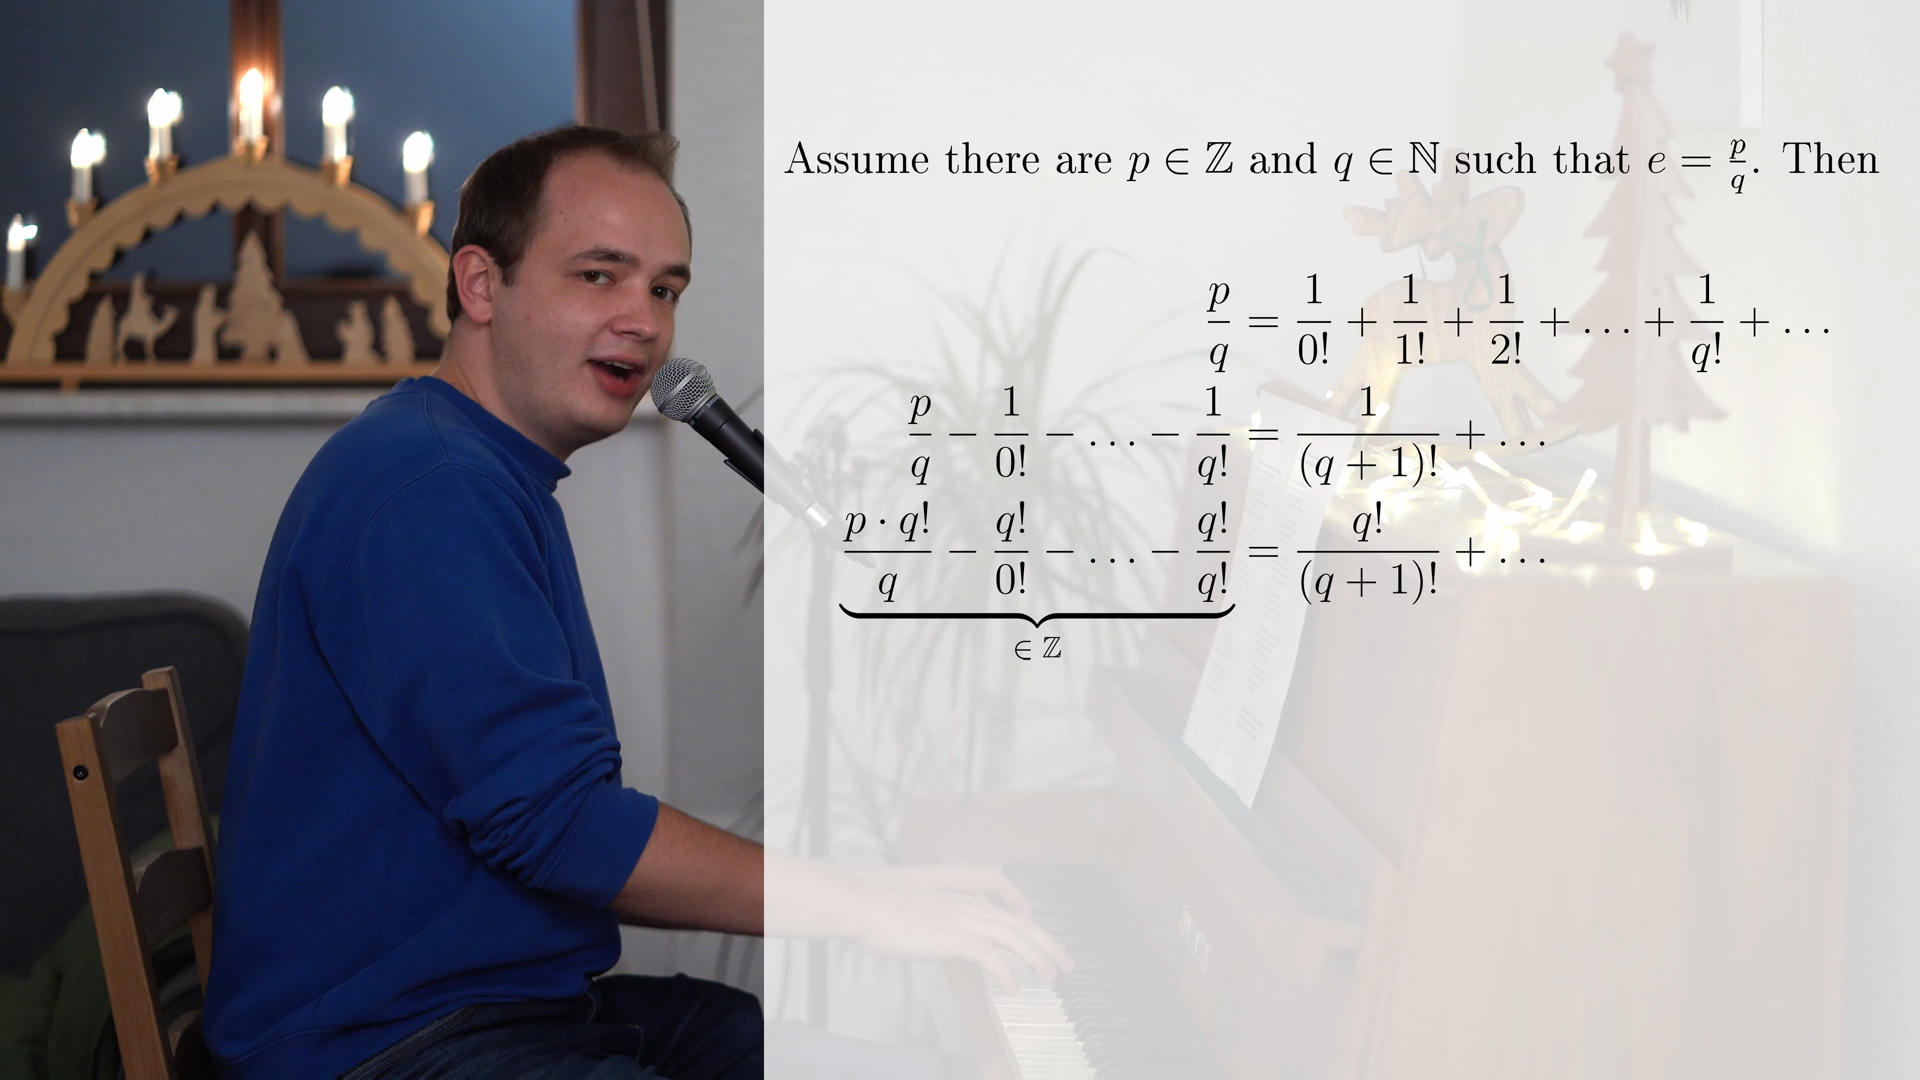 Assume there are p ∈ ℤ and q ∈ ℕ such that e = p/q. Then
p/q = 1/0! + 1/1! + 1/2! + … + 1/q! + …
p/q − 1/0! − … − 1/q! = 1/(q + 1)! + …
p · q!/q − q!/0! − … − q!/q! = q!/(q + 1)! + …
∈ ℤ